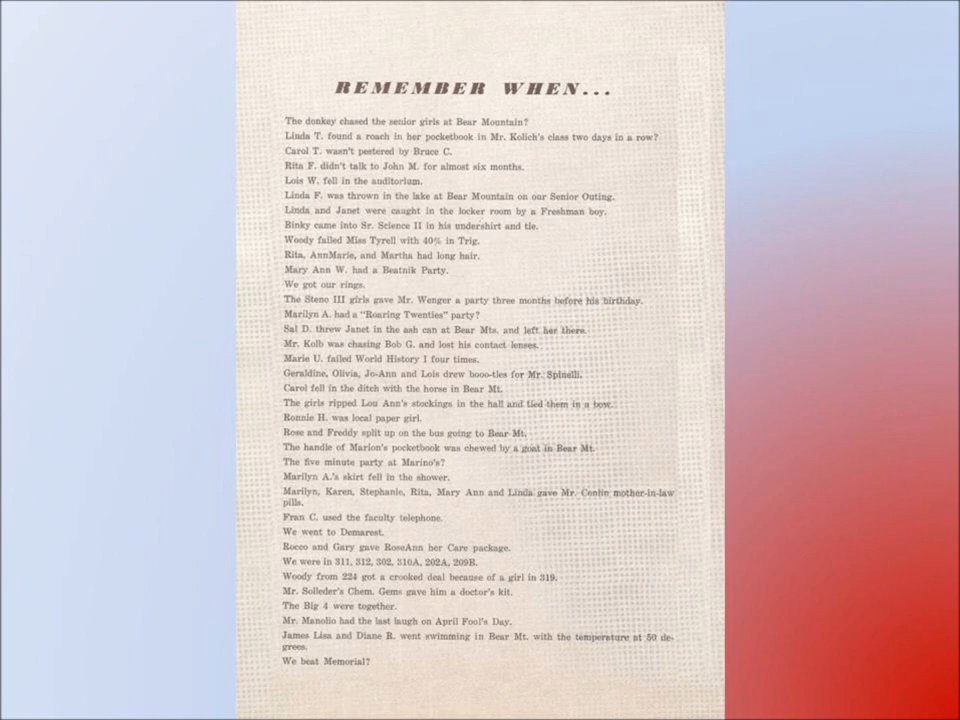 REMEMBER WHEN...
The donkey chased the senior girls at Bear Mountain?
Linda T. found a roach in her pocketbook in Mr. Kolich's class two days in a row?
Carol T. wasn't pestered by Bruce C.
Rita F. didn't talk to John M. for almost six months.
Lois W. fell in the auditorium.
Linda F. was thrown in the lake at Bear Mountain on our Senior Outing.
Linda and Janet were caught in the locker room by a Freshman boy.
Binky came into Sr. Science II in his undershirt and tie.
Woody failed Miss Tyrell with 40% in Trig.
Rita, AnnMarie, and Martha had long hair.
Mary Ann W. had a Beatnik Party.
We got our rings.
The Steno III girls gave Mr. Wenger a party three months before his birthday.
Marilyn A. had a "Roaring Twenties" party?
Sal D. threw Janet in the ash can at Bear Mts. and left her there.
Mr. Kolb was chasing Bob G. and lost his contact lenses.
Marie U. failed World History I four times.
Geraldine, Olivia, Jo-Ann and Lois drew booo-ties for Mr. Spinelli.
Carol fell in the ditch with the horse in Bear Mt.
The girls ripped Lou Ann's stockings in the hall and tied them in a bow.
Ronnie H. was local paper girl.
Rose and Freddy split up on the bus going to Bear Mt.
The handle of Marion's pocketbook was chewed by a goat in Bear Mt.
The five minute party at Marino's?
Marilyn A.'s skirt fell in the shower.
Marilyn, Karen, Stephanie, Rita, Mary Ann and Linda gave Mr. Conlin mother-in-law
pills.
Fran C. used the faculty telephone.
We went to Demarest.
Rocco and Gary gave RoseAnn her Care package.
We were in 311, 312, 302, 310A, 202A, 209B.
Woody from 224 got a crooked deal because of a girl in 319.
Mr. Solleder's Chem. Gems gave him a doctor's kit.
The Big 4 were together.
Mr. Manolio had the last laugh on April Fool's Day.
James Lisa and Diane R. went swimming in Bear Mt. with the temperature at 50 de-
grees.
We beat Memorial?